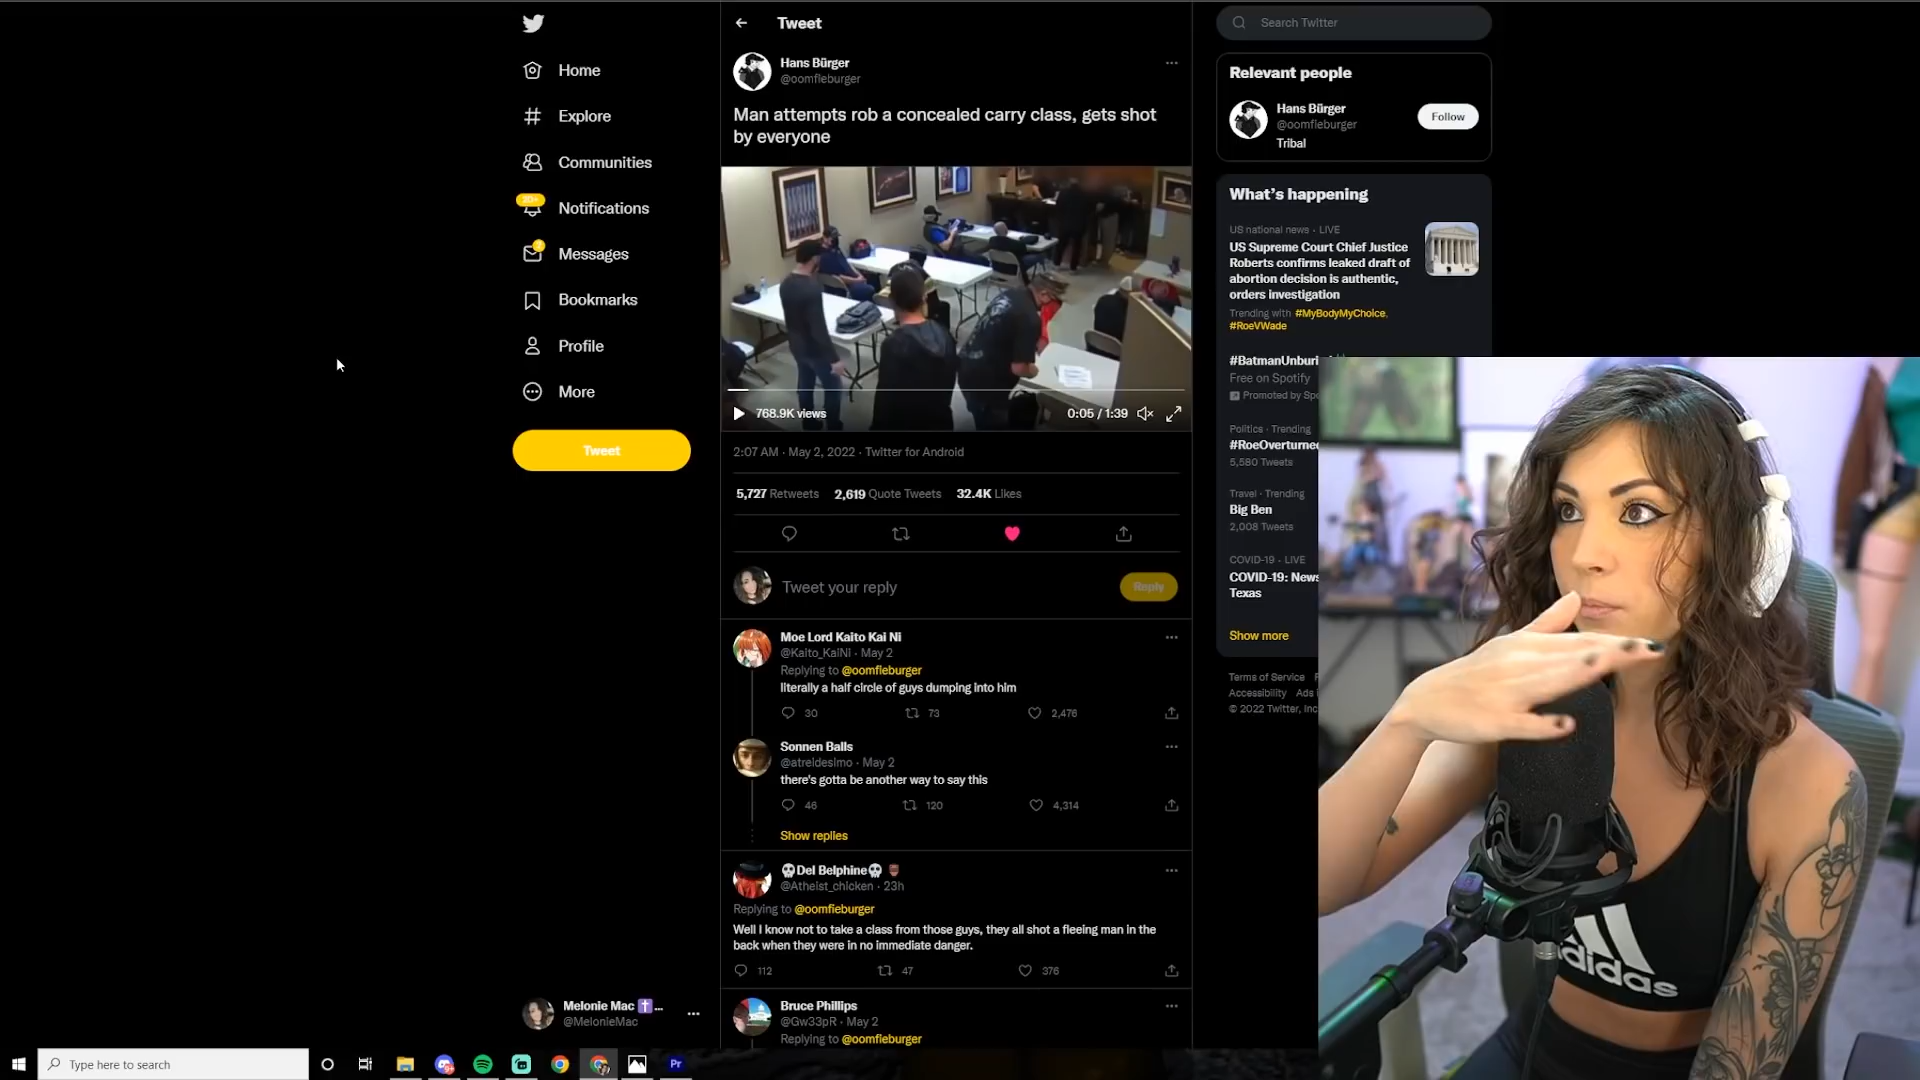 Home
Explore
Communities
20+
Notifications
Messages
Bookmarks
Profile
More
Tweet
Melonie Mac ✝️...
@MelonieMac
...
Tweet
Hans Bürger
@oomfieburger
Man attempts rob a concealed carry class, gets shot
by everyone
768.9K views
0:05 / 1:39
2:07 AM · May 2, 2022 · Twitter for Android
5,727 Retweets 2,619 Quote Tweets 32.4K Likes
Tweet your reply
Reply
Moe Lord Kaito Kai Ni
@Kaito_KaiNi · May 2
Replying to @oomfieburger
literally a half circle of guys dumping into him
30 73 2,476
Sonnen Balls
@atreidesimo · May 2
there's gotta be another way to say this
46 120 4,314
Show replies
💀Del Belphine💀 👹
@Atheist_chicken · 23h
Replying to @oomfieburger
Well I know not to take a class from those guys, they all shot a fleeing man in the
back when they were in no immediate danger.
112 47 376
Bruce Phillips
@Gw33pR · May 2
Replying to @oomfieburger
Search Twitter
Relevant people
Hans Bürger
@oomfieburger
Follow
Tribal
What's happening
US national news · LIVE
US Supreme Court Chief Justice
Roberts confirms leaked draft of
abortion decision is authentic,
orders investigation
Trending with #MyBodyMyChoice,
#RoeVWade
#BatmanUnburi
Free on Spotify
Promoted by Spo
Politics · Trending
#RoeOverturne
5,580 Tweets
Travel · Trending
Big Ben
2,008 Tweets
COVID-19 · LIVE
COVID-19: News
Texas
Show more
Terms of Service
Accessibility Ads i
© 2022 Twitter, Inc
adidas
Type here to search
Pr